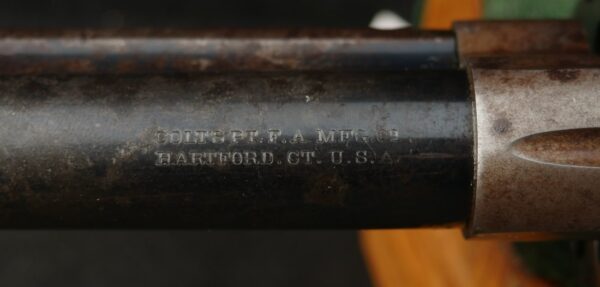 COLT'S PT. F. A. MFG. Co
HARTFORD. CT. U. S. A.